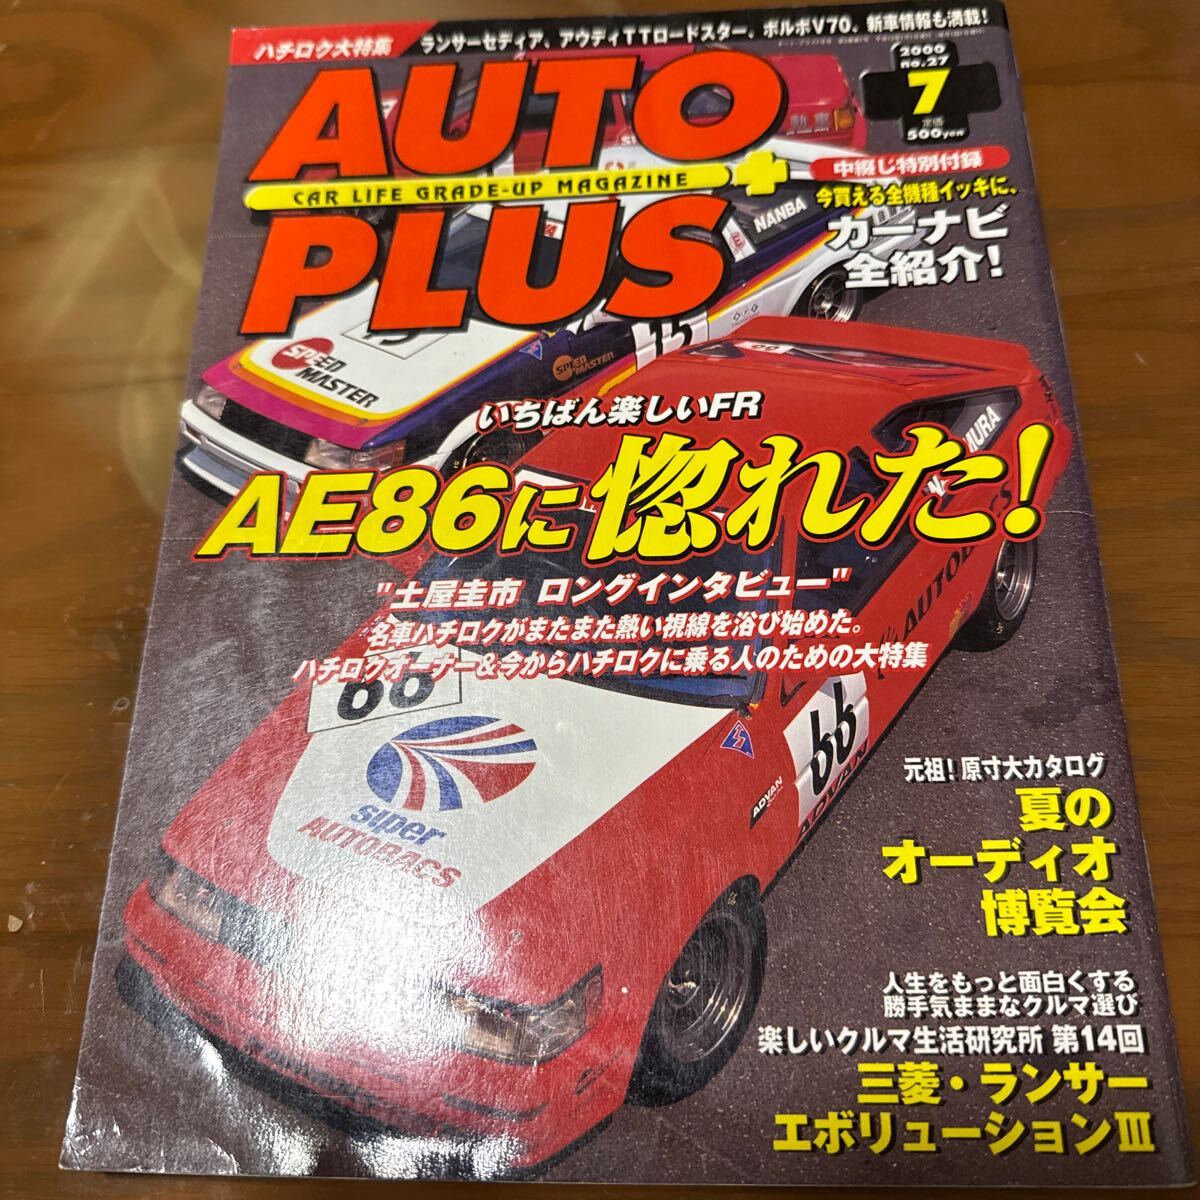 ハチロク大特集
ランサーセディア、アウディTTロードスター、ボルボV70、新車情報も満載!
2000
no.27
7
定価
500yen
AUTO
CAR LIFE GRADE-UP MAGAZINE
+
PLUS
中綴じ特別付録
今買える全機種イッキに、
カーナビ
全紹介!
NANBA
SPEED
MASTER
SPEED
MASTER
いちばん楽しいFR
AE86に惚れた!
"土屋圭市 ロングインタビュー"
名車ハチロクがまたまた熱い視線を浴び始めた。
ハチロクオーナー&今からハチロクに乗る人のための大特集
66
siper
AUTOBACS
66
ADVAN
ADVAN
元祖!原寸大カタログ
夏の
オーディオ
博覧会
人生をもっと面白くする
勝手気ままなクルマ選び
楽しいクルマ生活研究所 第14回
三菱・ランサー
エボリューションIII